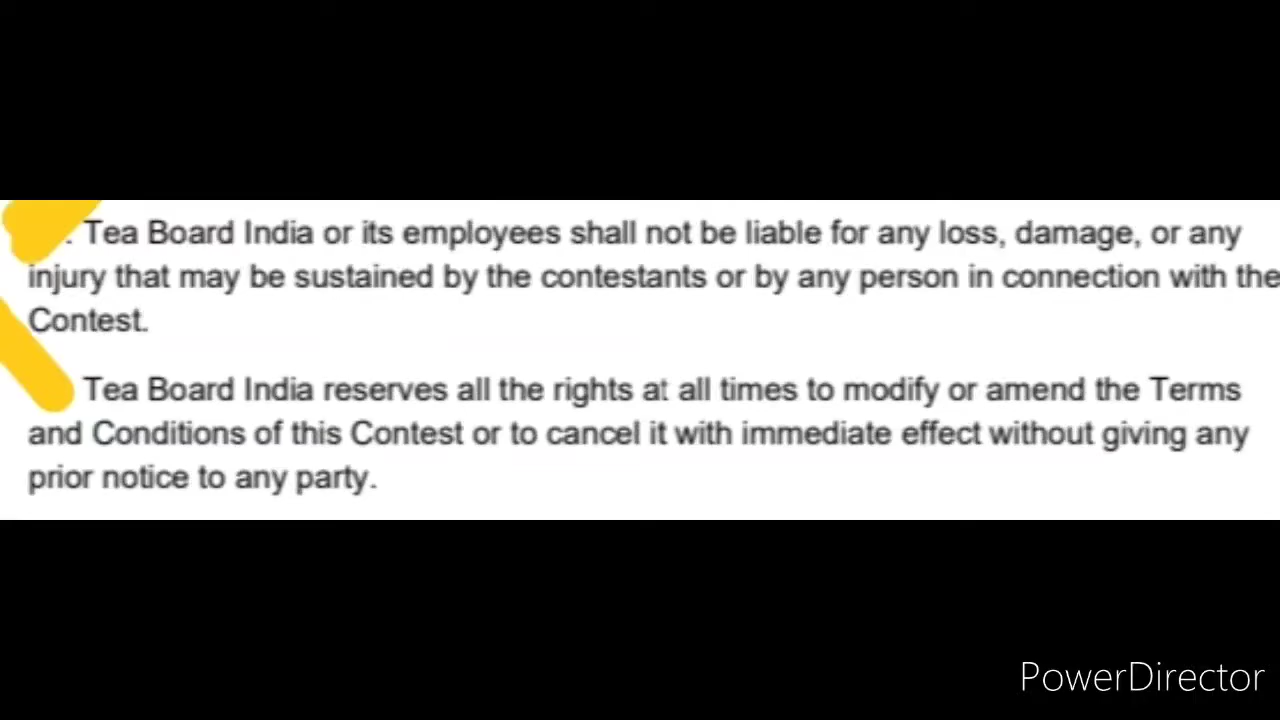 . Tea Board India or its employees shall not be liable for any loss, damage, or any
injury that may be sustained by the contestants or by any person in connection with the
Contest.
Tea Board India reserves all the rights at all times to modify or amend the Terms
and Conditions of this Contest or to cancel it with immediate effect without giving any
prior notice to any party.
PowerDirector